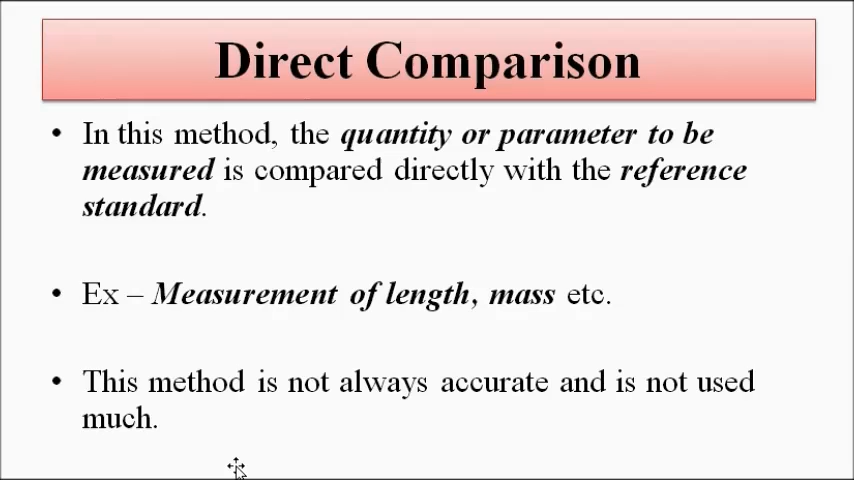 Direct Comparison
• In this method, the quantity or parameter to be
measured is compared directly with the reference
standard.
• Ex – Measurement of length, mass etc.
• This method is not always accurate and is not used
much.